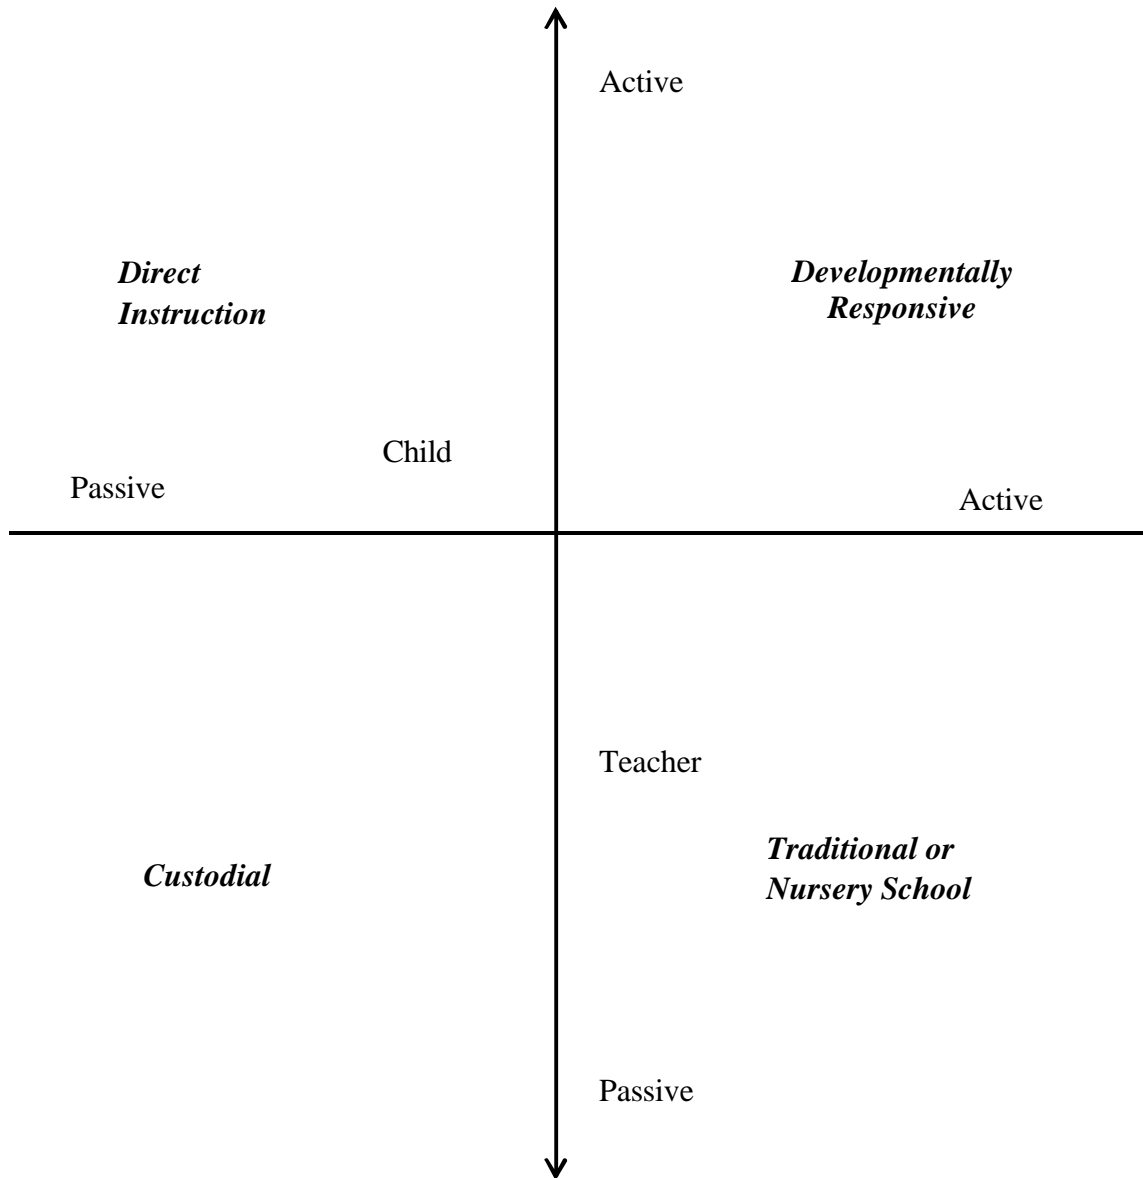 Active
Direct
Instruction
Developmentally
Responsive
Child
Passive
Active
Teacher
Custodial
Traditional or
Nursery School
Passive